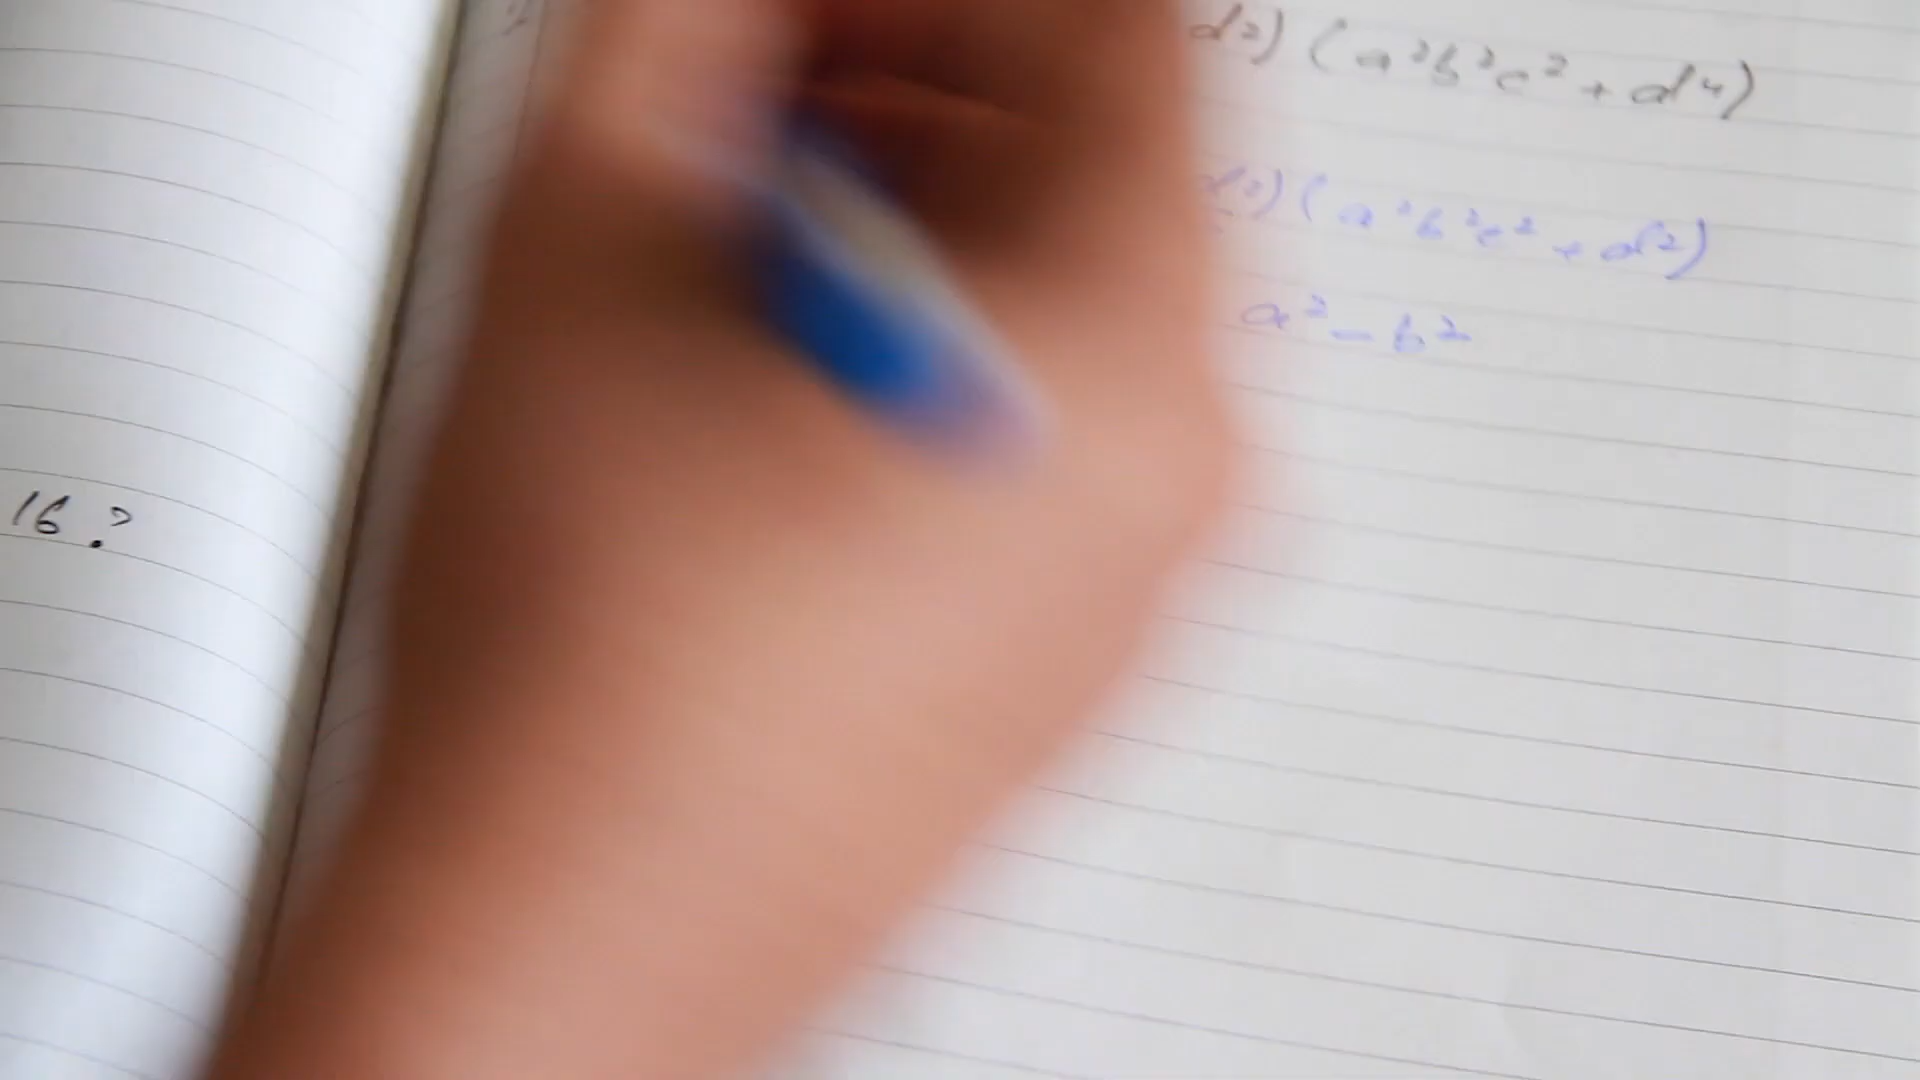 16?
d²) (a²b²c² + d⁴)
d²) (a²b²c² + d²)
a² - b²